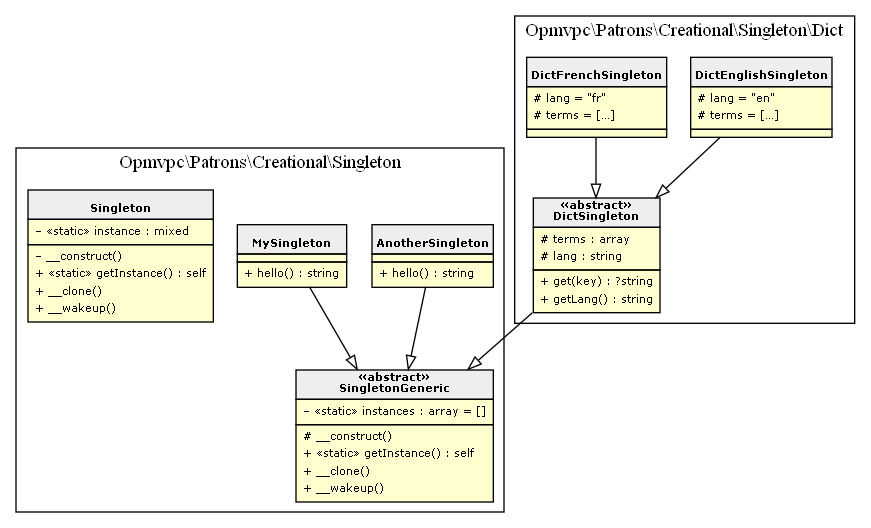 Opmvpc\Patrons\Creational\Singleton\Dict
DictFrenchSingleton
# lang = "fr"
# terms = [...]
DictEnglishSingleton
# lang = "en"
# terms = [...]
«abstract»
DictSingleton
# terms : array
# lang : string
+ get(key) : ?string
+ getLang() : string
Opmvpc\Patrons\Creational\Singleton
Singleton
- «static» instance : mixed
- __construct()
+ «static» getInstance() : self
+ __clone()
+ __wakeup()
MySingleton
+ hello() : string
AnotherSingleton
+ hello() : string
«abstract»
SingletonGeneric
- «static» instances : array = []
# __construct()
+ «static» getInstance() : self
+ __clone()
+ __wakeup()